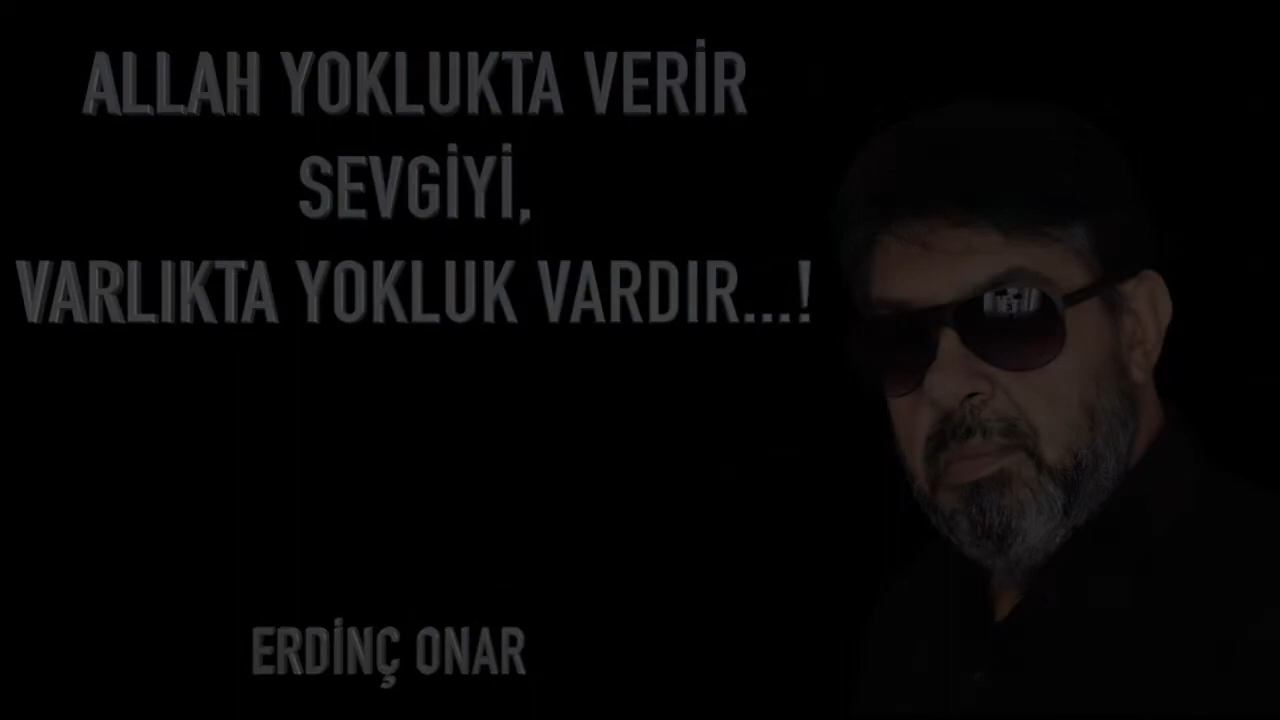 ALLAH YOKLUKTA VERİR
SEVGİYİ,
VARLIKTA YOKLUK VARDIR...!
ERDİNÇ ONAR